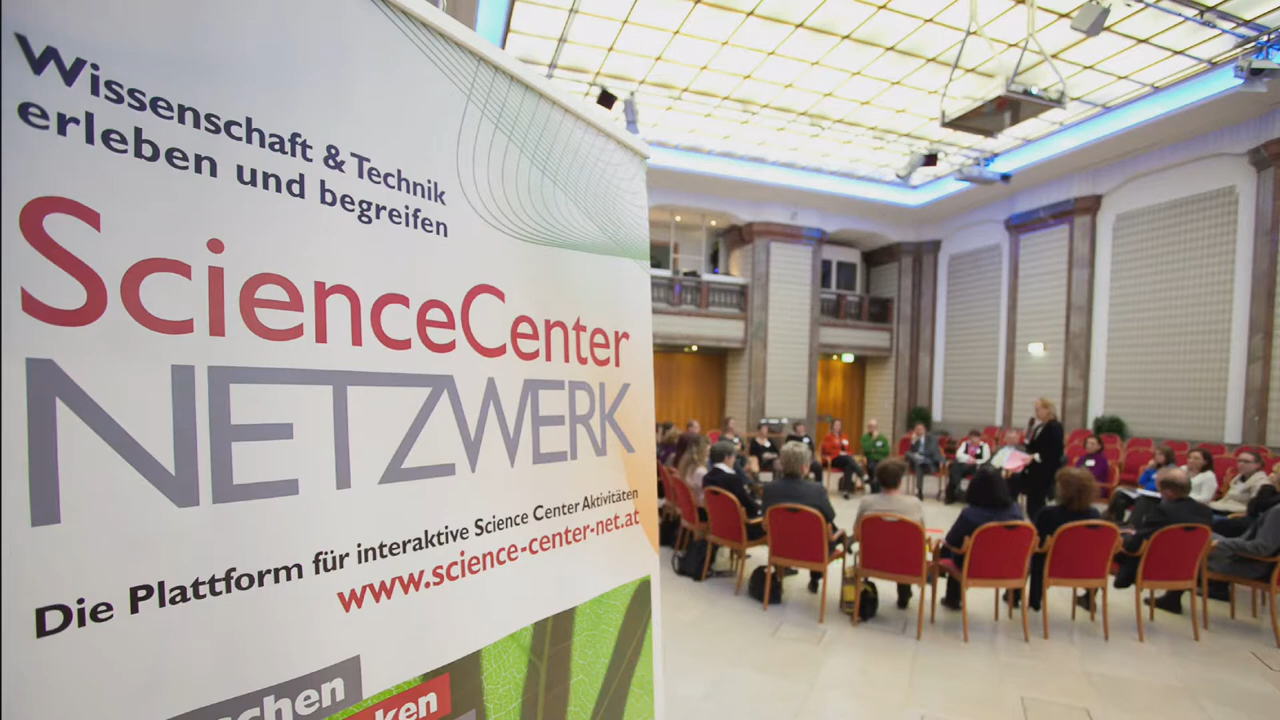 Wissenschaft & Technik
erleben und begreifen
ScienceCenter
NETZWERK
Die Plattform für interaktive Science Center Aktivitäten
www.science-center-net.at